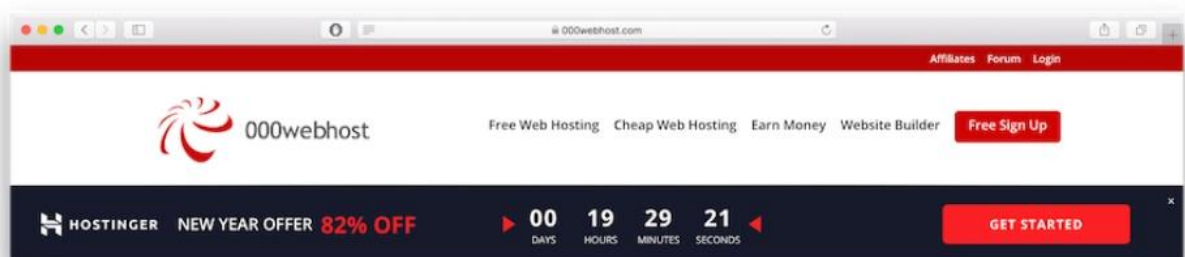 000webhost.com
Affiliates Forum Login
000webhost Free Web Hosting Cheap Web Hosting Earn Money Website Builder Free Sign Up
HOSTINGER NEW YEAR OFFER 82% OFF 00 19 29 21 GET STARTED
DAYS HOURS MINUTES SECONDS